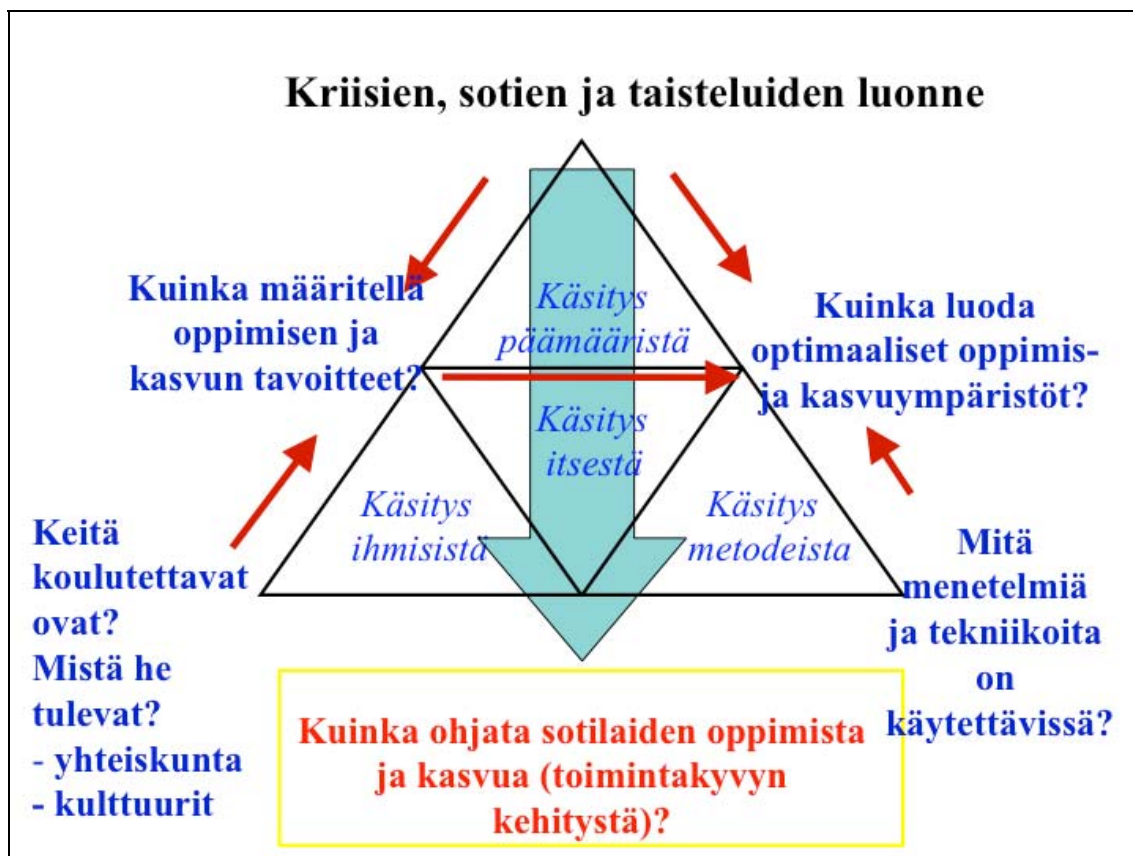 Kriisien, sotien ja taisteluiden luonne
Kuinka määritellä
oppimisen ja
kasvun tavoitteet?
Käsitys
päämääristä
Kuinka luoda
optimaaliset oppimis-
ja kasvuympäristöt?
Käsitys
itsestä
Käsitys
ihmisistä
Käsitys
metodeista
Keitä
koulutettavat
ovat?
Mistä he
tulevat?
- yhteiskunta
- kulttuurit
Mitä
menetelmiä
ja tekniikoita
on
käytettävissä?
Kuinka ohjata sotilaiden oppimista
ja kasvua (toimintakyvyn
kehitystä)?